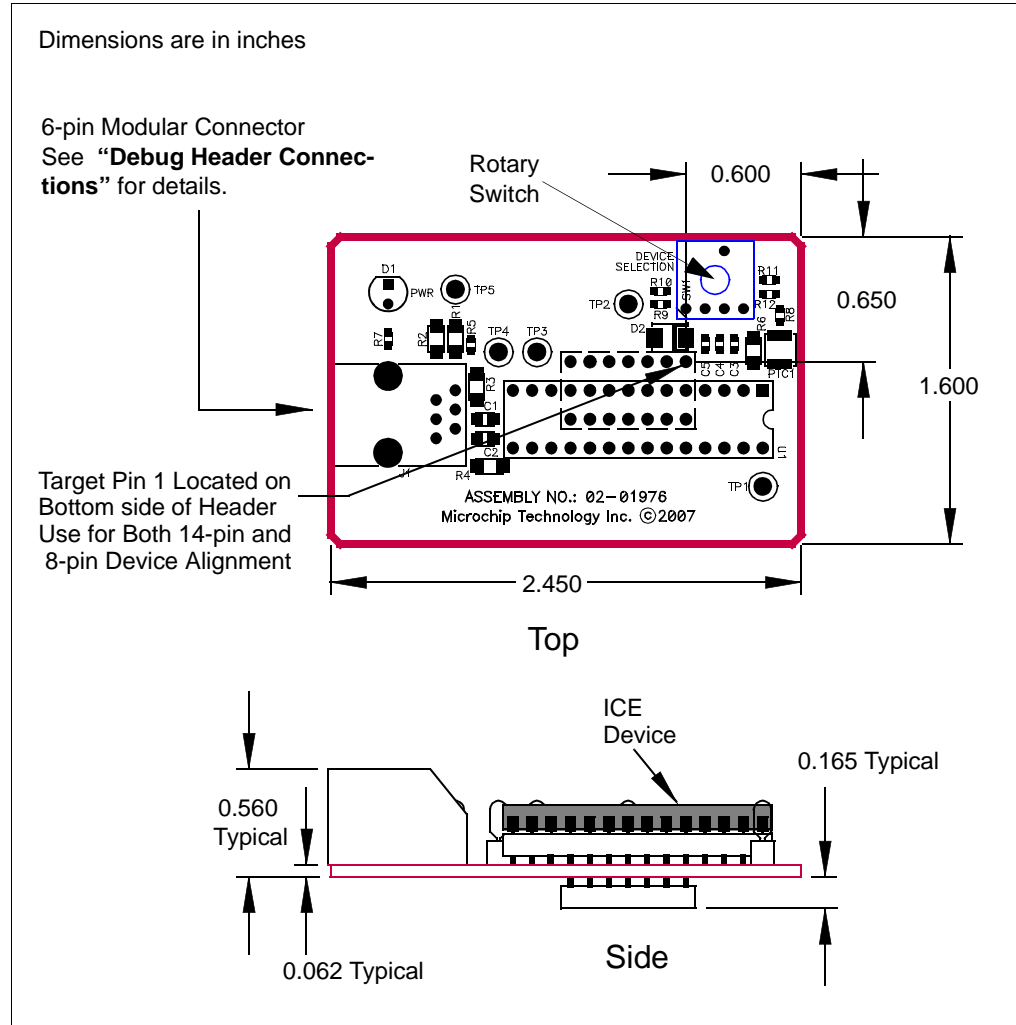 Dimensions are in inches
6-pin Modular Connector
See “Debug Header Connec-
tions” for details.
Rotary
Switch
0.600
DEVICE
SELECTION
D1
PWR
TP5
R10
SW1
R11
R12
TP2
R9
R6
R8
0.650
R7
R2
R1
R5
TP4
TP3
D2
C5
C4
C3
PTC1
1.600
R3
C1
C2
R4
J1
U1
TP1
Target Pin 1 Located on
Bottom side of Header
Use for Both 14-pin and
8-pin Device Alignment
ASSEMBLY NO.: 02-01976
Microchip Technology Inc. ©2007
2.450
Top
ICE
Device
0.165 Typical
0.560
Typical
0.062 Typical
Side